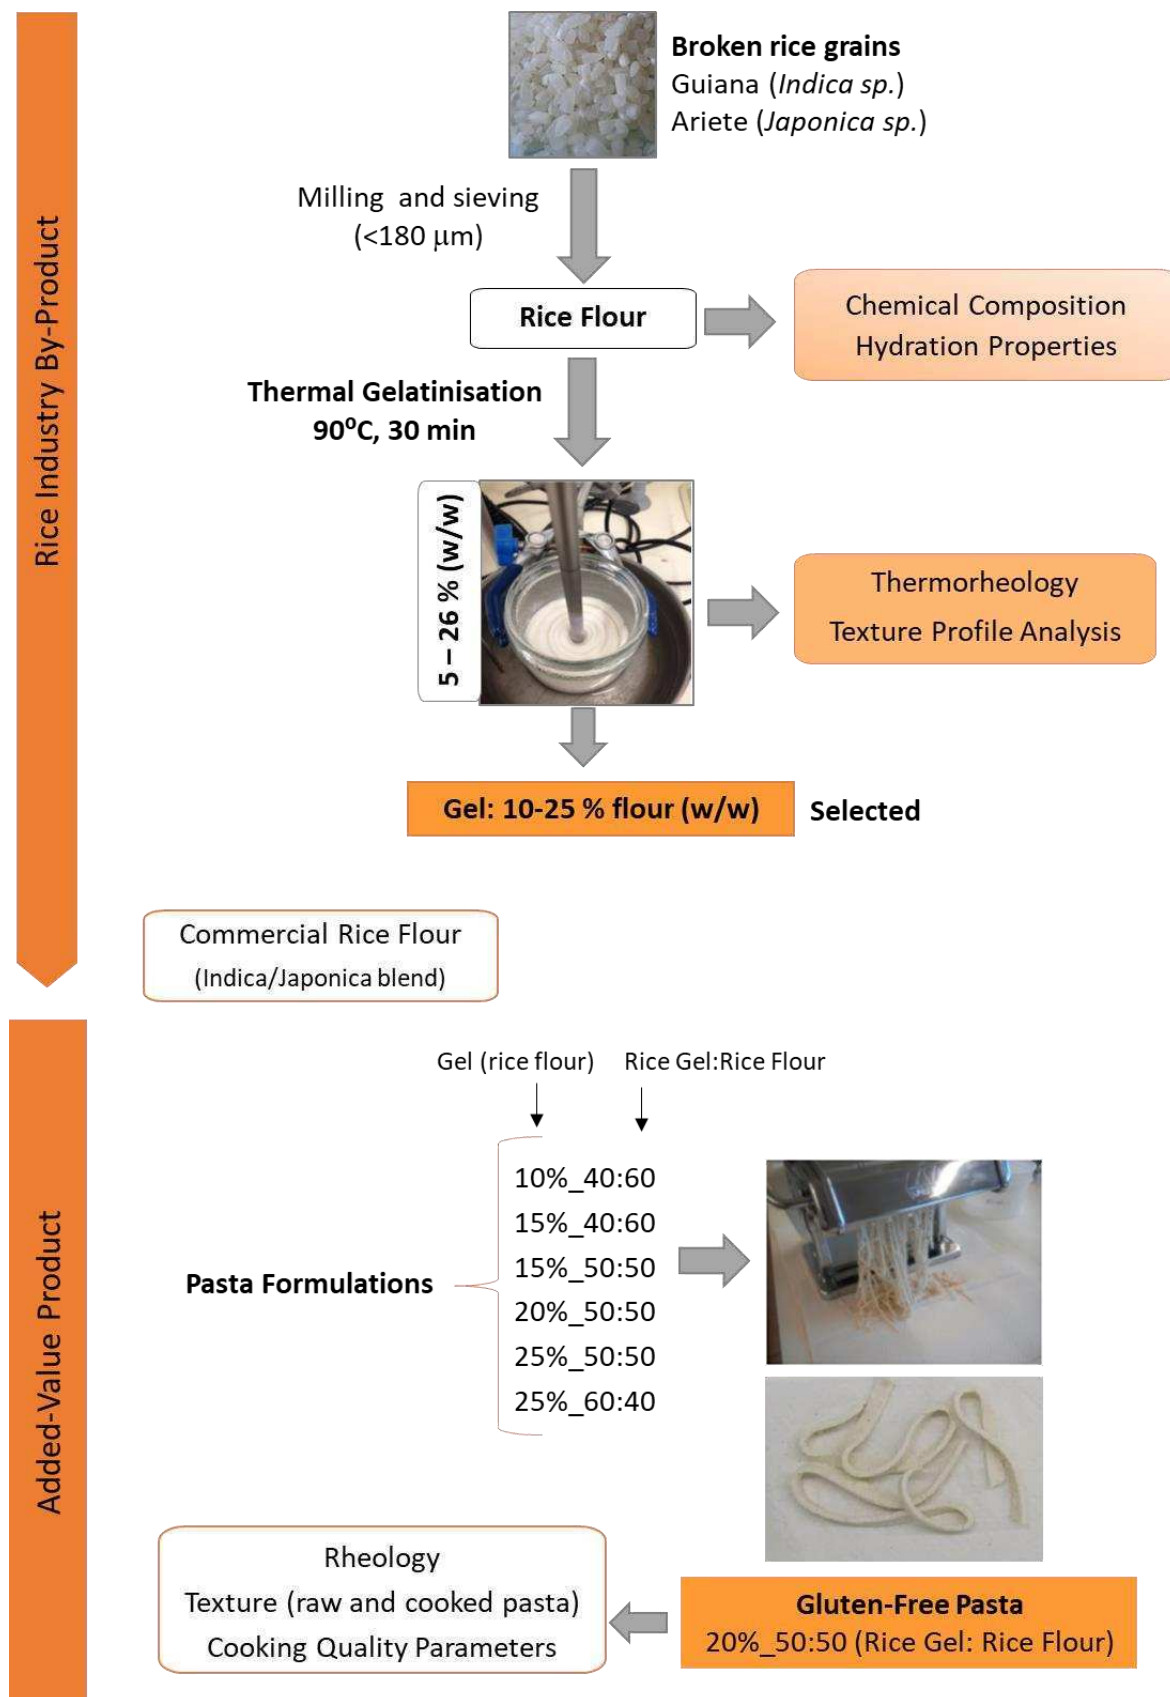 Broken rice grains
Guiana (Indica sp.)
Ariete (Japonica sp.)
Milling and sieving
(<180 μm)
Rice Flour
Chemical Composition
Hydration Properties
Thermal Gelatinisation
90⁰C, 30 min
5 – 26 % (w/w)
Thermorheology
Texture Profile Analysis
Gel: 10-25 % flour (w/w)
Selected
Rice Industry By-Product
Commercial Rice Flour
(Indica/Japonica blend)
Gel (rice flour)
Rice Gel:Rice Flour
Pasta Formulations
10%_40:60
15%_40:60
15%_50:50
20%_50:50
25%_50:50
25%_60:40
Added-Value Product
Rheology
Texture (raw and cooked pasta)
Cooking Quality Parameters
Gluten-Free Pasta
20%_50:50 (Rice Gel: Rice Flour)